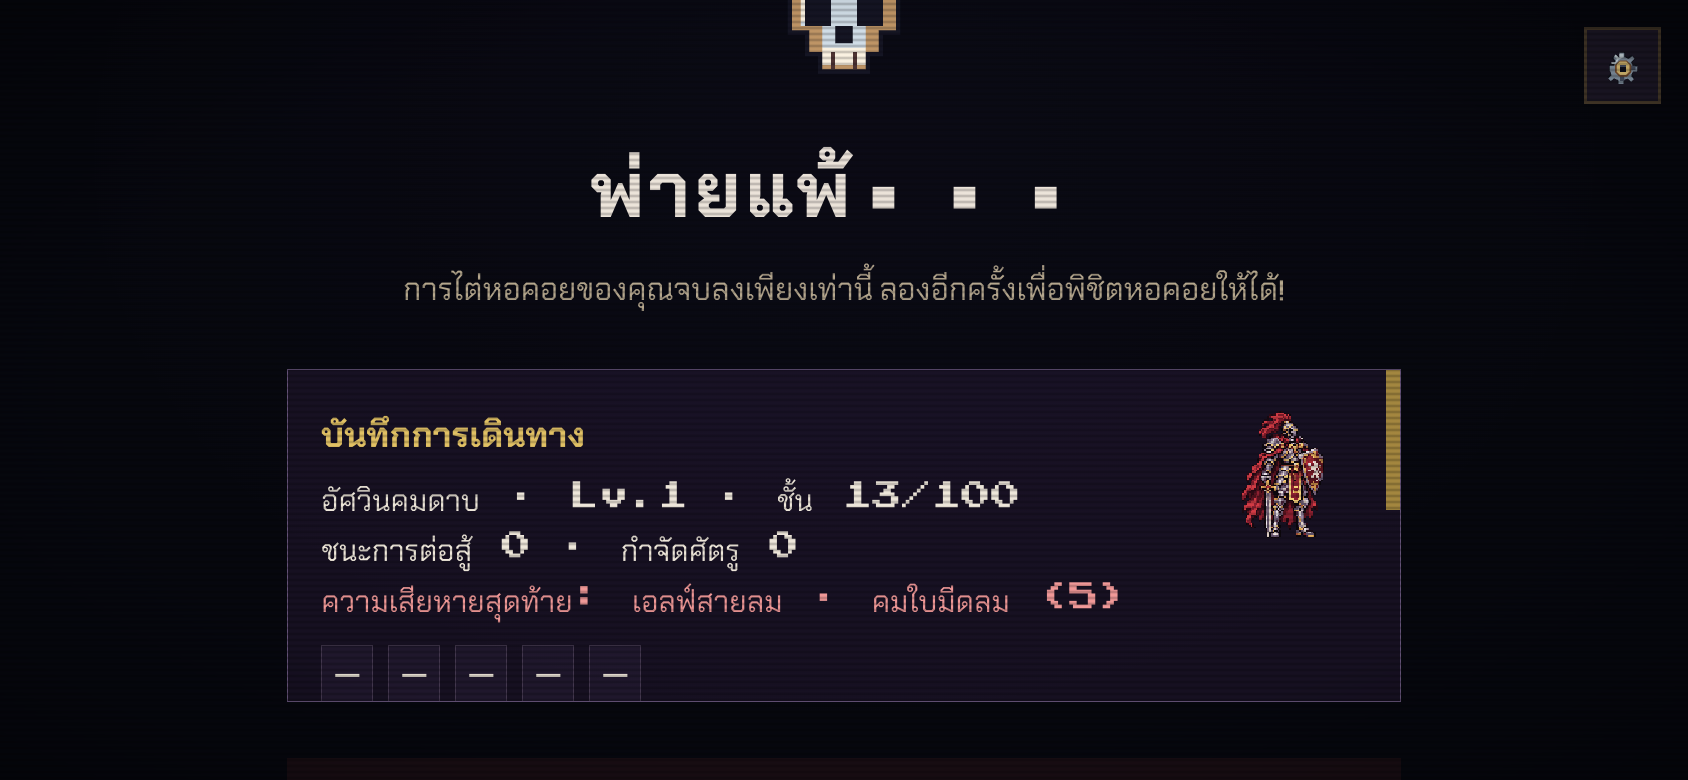 พ่ายแพ้...
การไต่หอคอยของคุณจบลงเพียงเท่านี้ ลองอีกครั้งเพื่อพิชิตหอคอยให้ได้!
บันทึกการเดินทาง
อัศวินคมดาบ · Lv.1 · ชั้น 13/100
ชนะการต่อสู้ 0 · กำจัดศัตรู 0
ความเสียหายสุดท้าย: เอลฟ์สายลม · คมใบมีดลม (5)
— — — — —